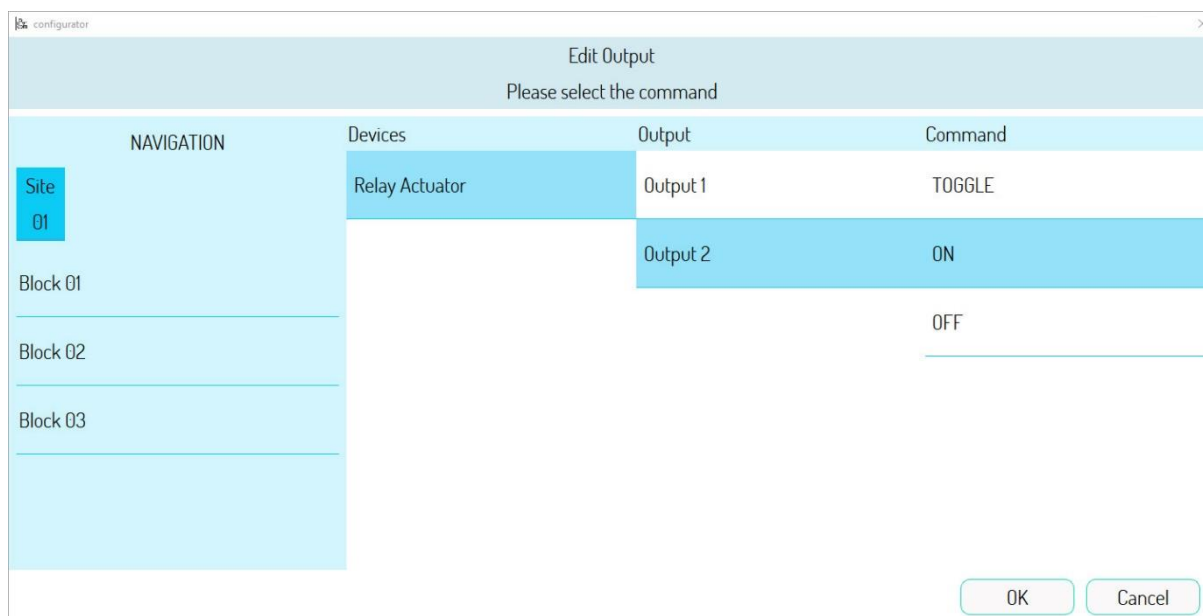 configurator
Edit Output
Please select the command
NAVIGATION
Site
01
Block 01
Block 02
Block 03
Devices
Relay Actuator
Output
Output 1
Output 2
Command
TOGGLE
ON
OFF
OK
Cancel